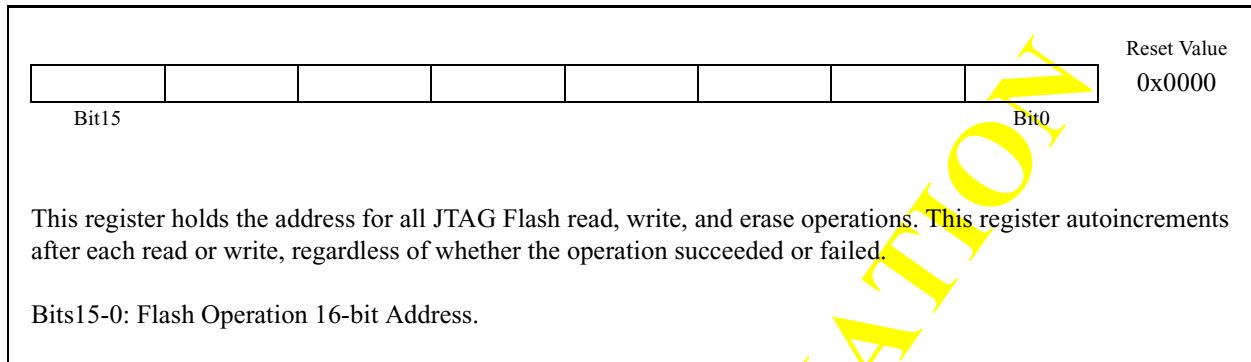 Reset Value
0x0000
Bit15
Bit0
This register holds the address for all JTAG Flash read, write, and erase operations. This register autoincrements
after each read or write, regardless of whether the operation succeeded or failed.
Bits15-0: Flash Operation 16-bit Address.
ATION